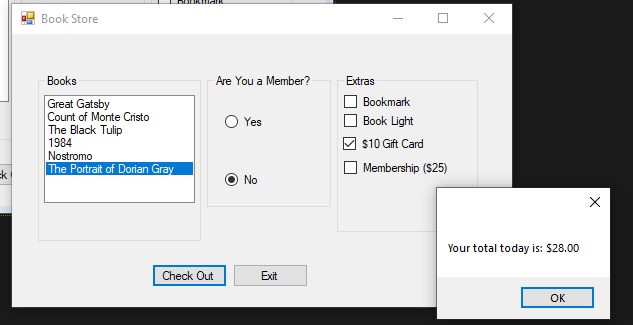 Bookmark
Book Store
Books
Are You a Member?
Extras
Great Gatsby
Count of Monte Cristo
The Black Tulip
1984
Nostromo
The Portrait of Dorian Gray
Yes
No
Bookmark
Book Light
$10 Gift Card
Membership ($25)
Check Out
Exit
Your total today is: $28.00
OK